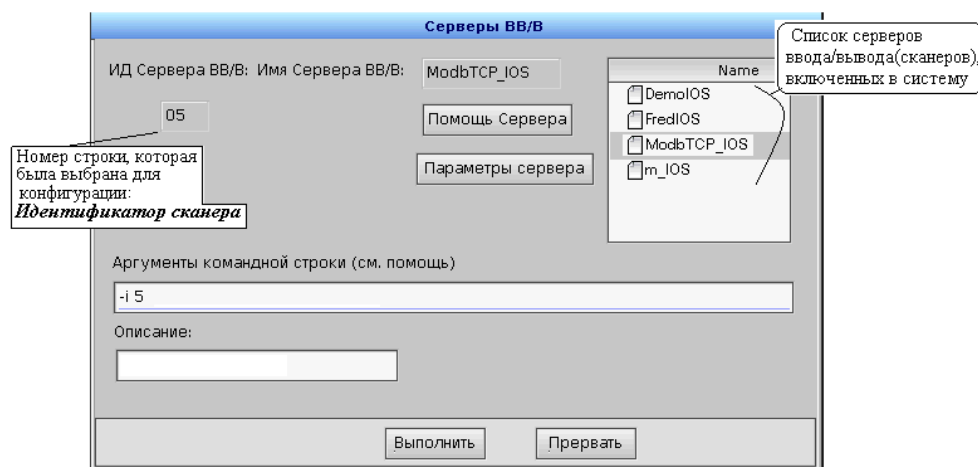 Серверы ВВ/В
Список серверов
ввода/вывода(сканеров),
включенных в систему
ИД Сервера ВВ/В: Имя Сервера ВВ/В:
ModbTCP_IOS
Name
DemoIOS
FredIOS
ModbTCP_IOS
m_IOS
05
Помощь Сервера
Параметры сервера
Номер строки, которая
была выбрана для
конфигурации:
Идентификатор сканера
Аргументы командной строки (см. помощь)
-i 5
Описание:
Выполнить
Прервать